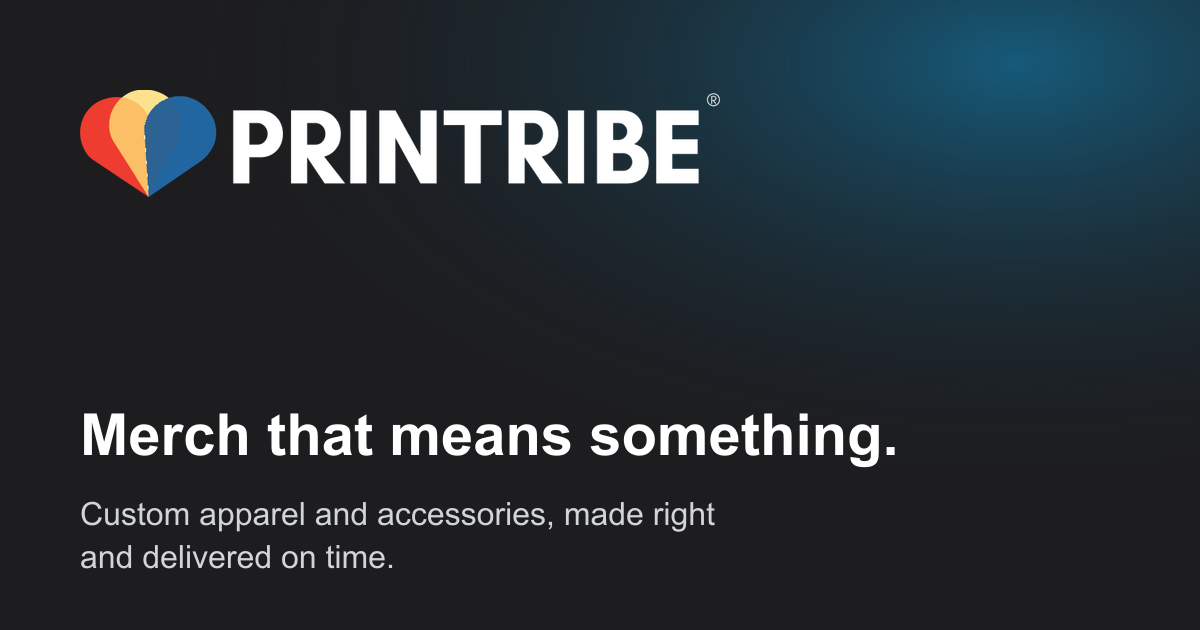 PRINTRIBE®
Merch that means something.
Custom apparel and accessories, made right
and delivered on time.